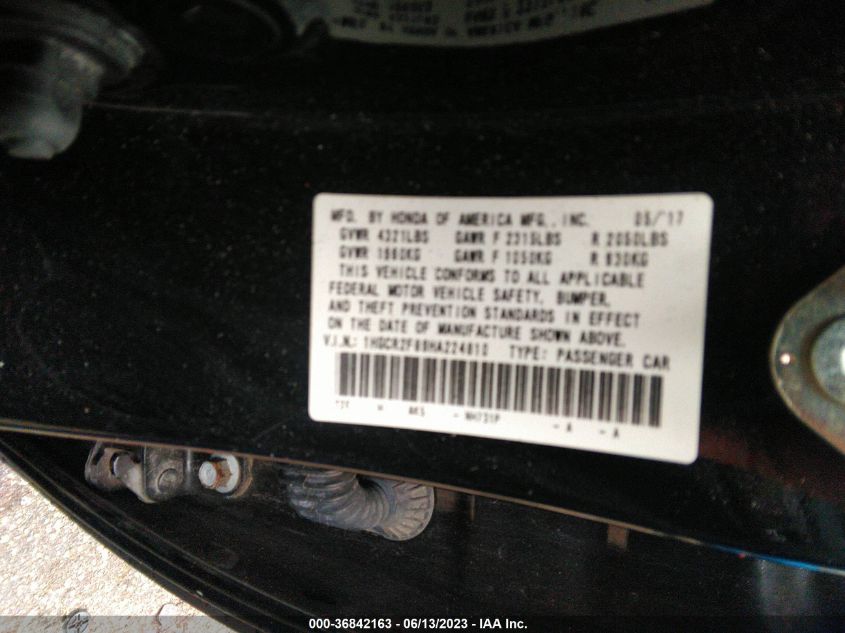 MFD. BY HONDA OF AMERICA MFG., INC. 05/17
GVWR 4321LBS GAWR F 2315LBS R 2050LBS
GVWR 1960KG GAWR F 1050KG R 930KG
THIS VEHICLE CONFORMS TO ALL APPLICABLE
FEDERAL MOTOR VEHICLE SAFETY, BUMPER,
AND THEFT PREVENTION STANDARDS IN EFFECT
ON THE DATE OF MANUFACTURE SHOWN ABOVE.
V.I.N.: TYPE: PASSENGER CAR
AKS - NH731P - A - A
000-36842163 - 06/13/2023 - IAA Inc.